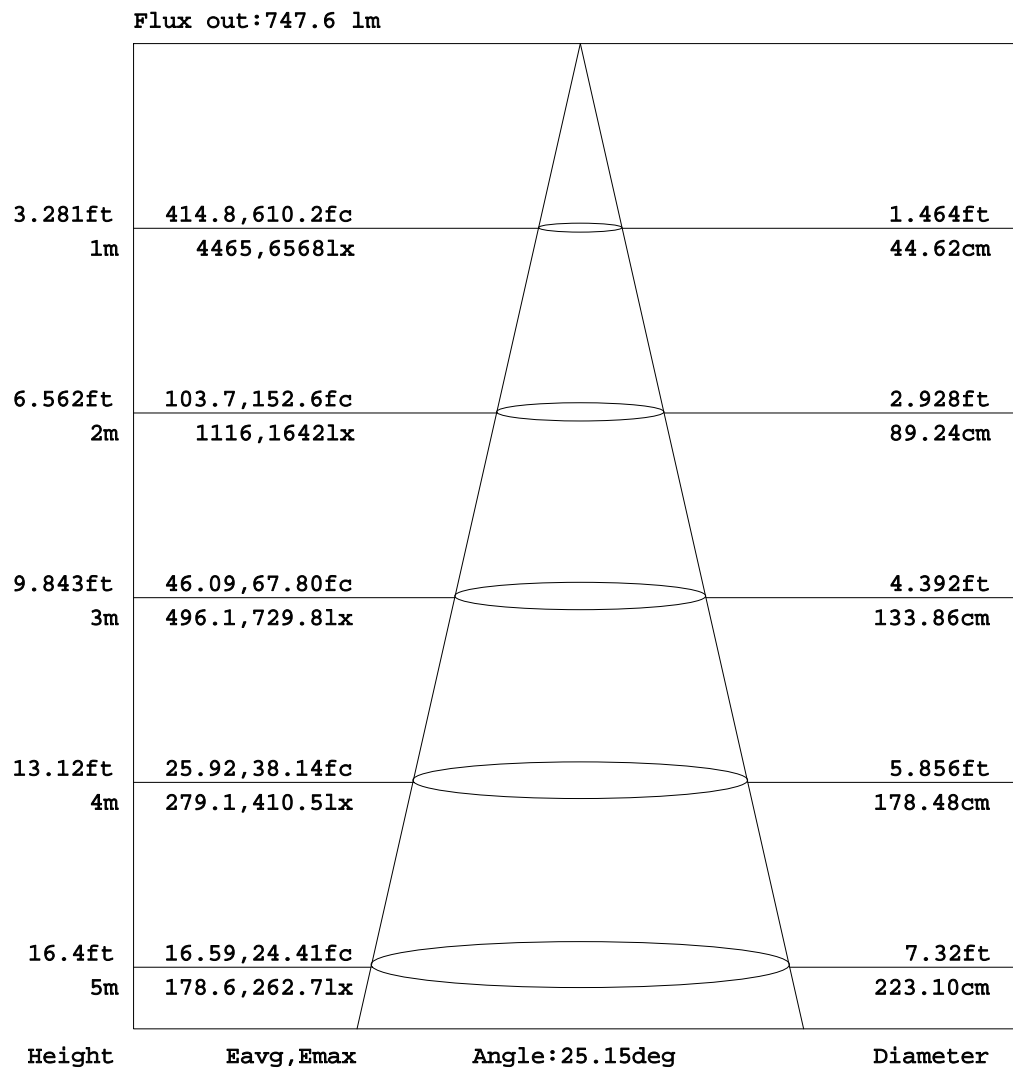 Flux out:747.6 lm
3.281ft 414.8,610.2fc 1.464ft
1m 4465,6568lx 44.62cm
6.562ft 103.7,152.6fc 2.928ft
2m 1116,1642lx 89.24cm
9.843ft 46.09,67.80fc 4.392ft
3m 496.1,729.8lx 133.86cm
13.12ft 25.92,38.14fc 5.856ft
4m 279.1,410.5lx 178.48cm
16.4ft 16.59,24.41fc 7.32ft
5m 178.6,262.7lx 223.10cm
Height Eavg,Emax Angle:25.15deg Diameter